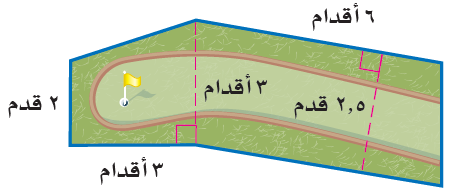 ٦ أقدام
٣ أقدام
٢,٥ قدم
٢ قدم
٣ أقدام